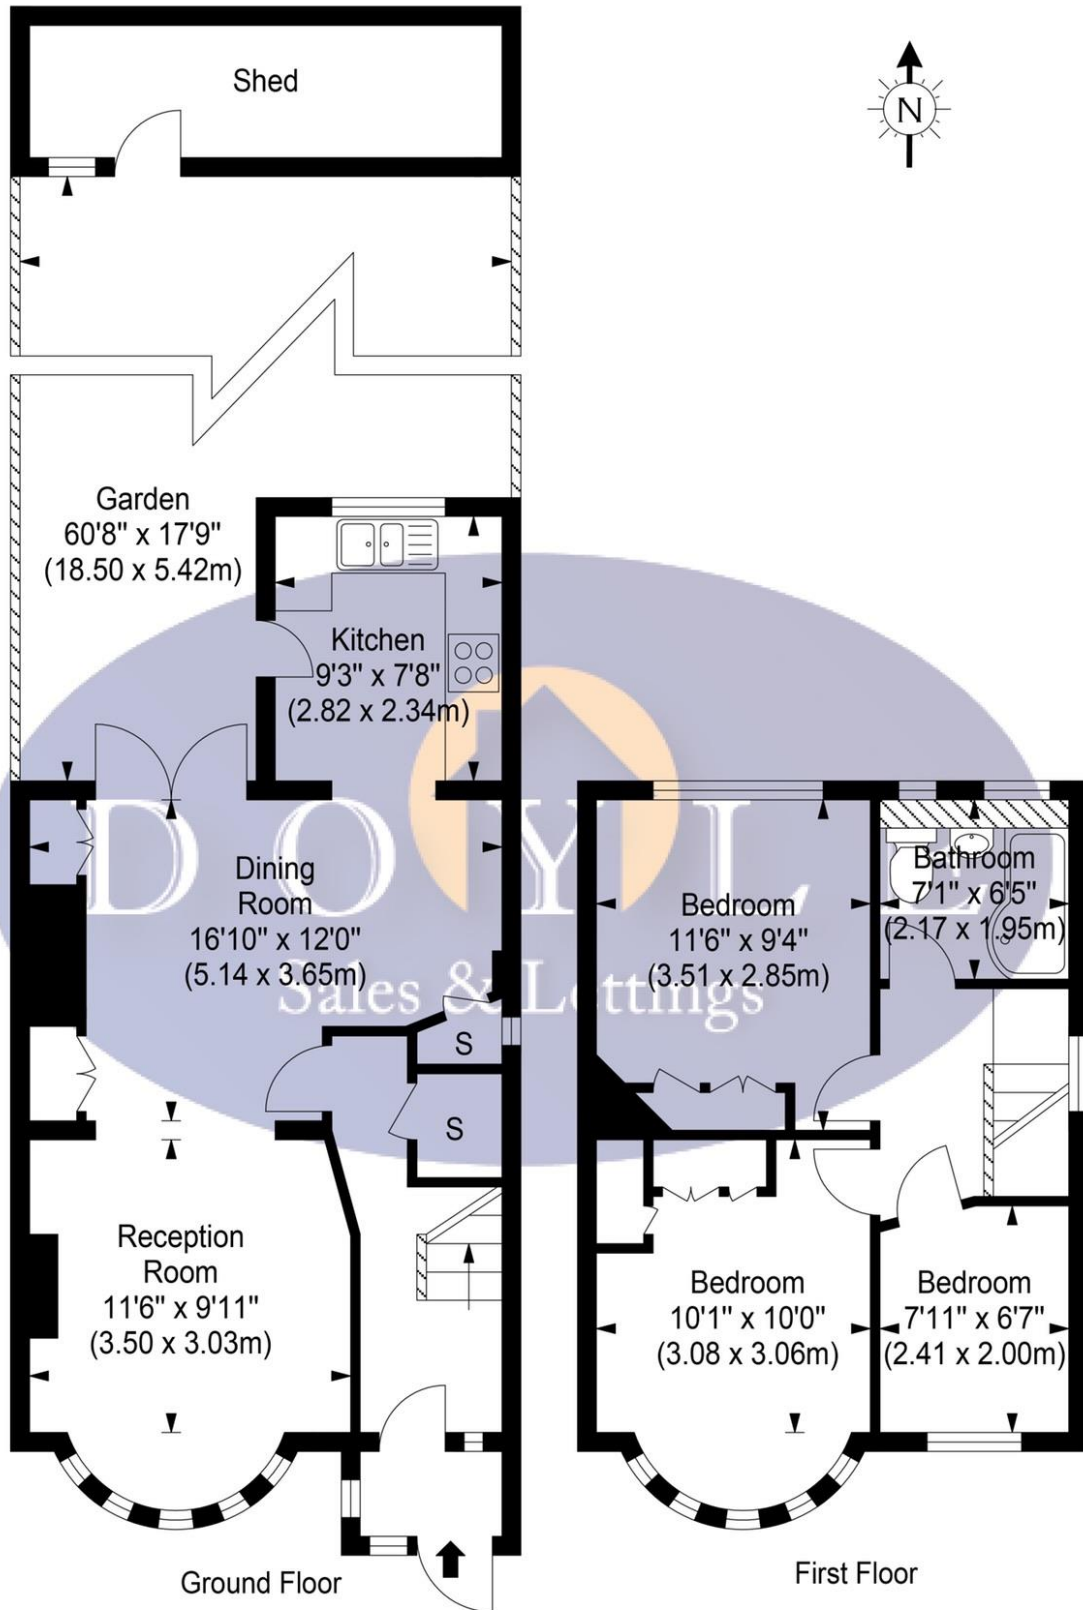 Shed
N
Garden
60'8" x 17'9"
(18.50 x 5.42m)
Kitchen
9'3" x 7'8"
(2.82 x 2.34m)
DOYLE
Sales & Lettings
Dining
Room
16'10" x 12'0"
(5.14 x 3.65m)
S
S
Reception
Room
11'6" x 9'11"
(3.50 x 3.03m)
Ground Floor
Bedroom
11'6" x 9'4"
(3.51 x 2.85m)
Bathroom
7'1" x 6'5"
(2.17 x 1.95m)
Bedroom
10'1" x 10'0"
(3.08 x 3.06m)
Bedroom
7'11" x 6'7"
(2.41 x 2.00m)
First Floor